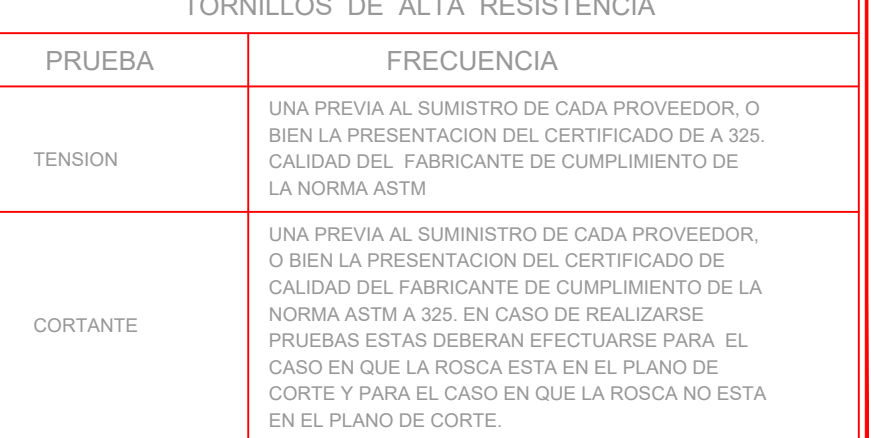 TORNILLOS DE ALTA RESISTENCIA
PRUEBA FRECUENCIA
TENSION
UNA PREVIA AL SUMISTRO DE CADA PROVEEDOR, O
BIEN LA PRESENTACION DEL CERTIFICADO DE A 325.
CALIDAD DEL FABRICANTE DE CUMPLIMIENTO DE
LA NORMA ASTM
CORTANTE
UNA PREVIA AL SUMINISTRO DE CADA PROVEEDOR,
O BIEN LA PRESENTACION DEL CERTIFICADO DE
CALIDAD DEL FABRICANTE DE CUMPLIMIENTO DE LA
NORMA ASTM A 325. EN CASO DE REALIZARSE
PRUEBAS ESTAS DEBERAN EFECTUARSE PARA EL
CASO EN QUE LA ROSCA ESTA EN EL PLANO DE
CORTE Y PARA EL CASO EN QUE LA ROSCA NO ESTA
EN EL PLANO DE CORTE.